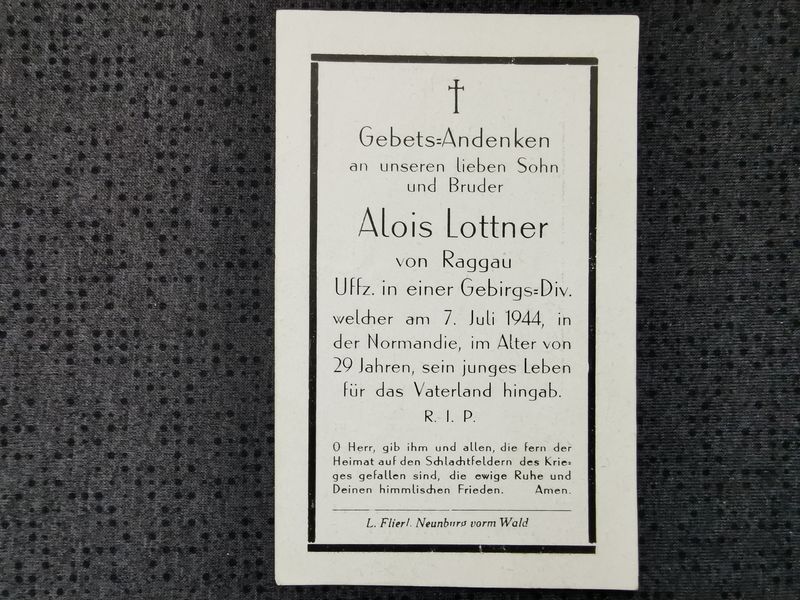 Gebets=Andenken
an unseren lieben Sohn
und Bruder
Alois Lottner
von Raggau
Uffz. in einer Gebirgs=Div.
welcher am 7. Juli 1944, in
der Normandie, im Alter von
29 Jahren, sein junges Leben
für das Vaterland hingab.
R. I. P.
O Herr, gib ihm und allen, die fern der
Heimat auf den Schlachtfeldern des Krie=
ges gefallen sind, die ewige Ruhe und
Deinen himmlischen Frieden. Amen.
L. Flierl. Neunburg vorm Wald